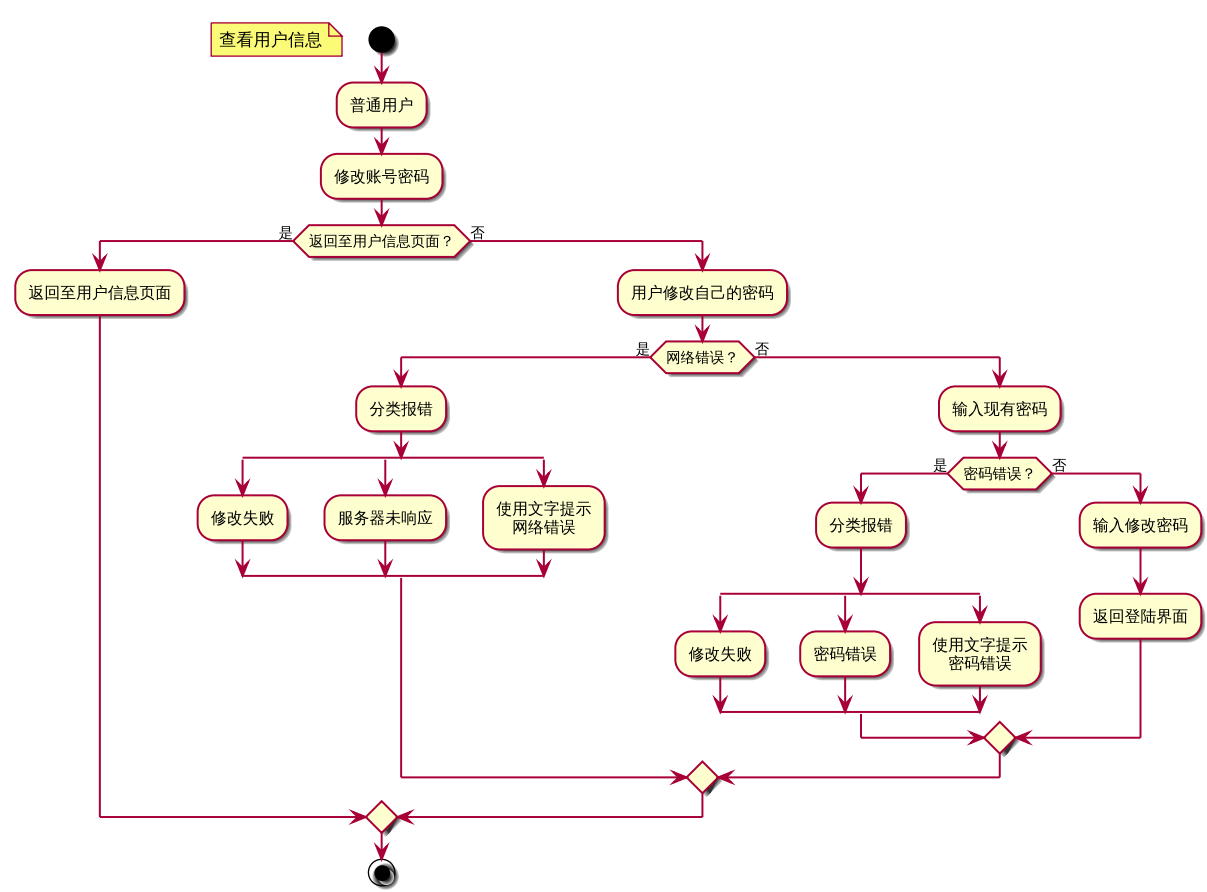 查看用户信息
普通用户
修改账号密码
是
返回至用户信息页面？
否
返回至用户信息页面
用户修改自己的密码
是
网络错误？
否
分类报错
输入现有密码
是
密码错误？
否
修改失败
服务器未响应
使用文字提示
网络错误
分类报错
输入修改密码
返回登陆界面
修改失败
密码错误
使用文字提示
密码错误